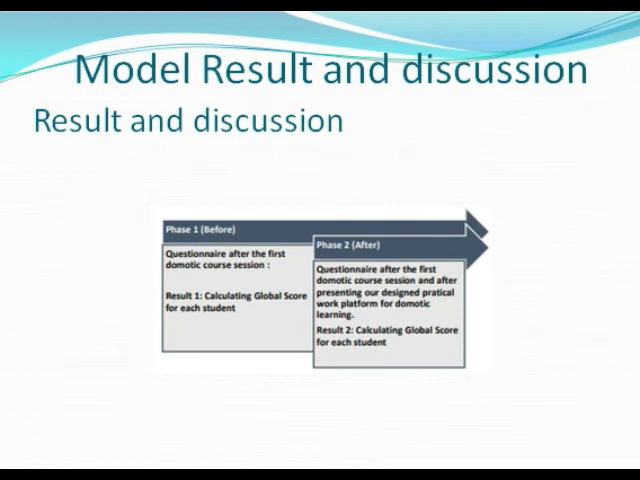 Model Result and discussion
Result and discussion
Phase 1 (Before)
Questionnaire after the first
domotic course session :
Result 1: Calculating Global Score
for each student
Phase 2 (After)
Questionnaire after the first
domotic course session and after
presenting our designed pratical
work platform for domotic
learning.
Result 2: Calculating Global Score
for each student